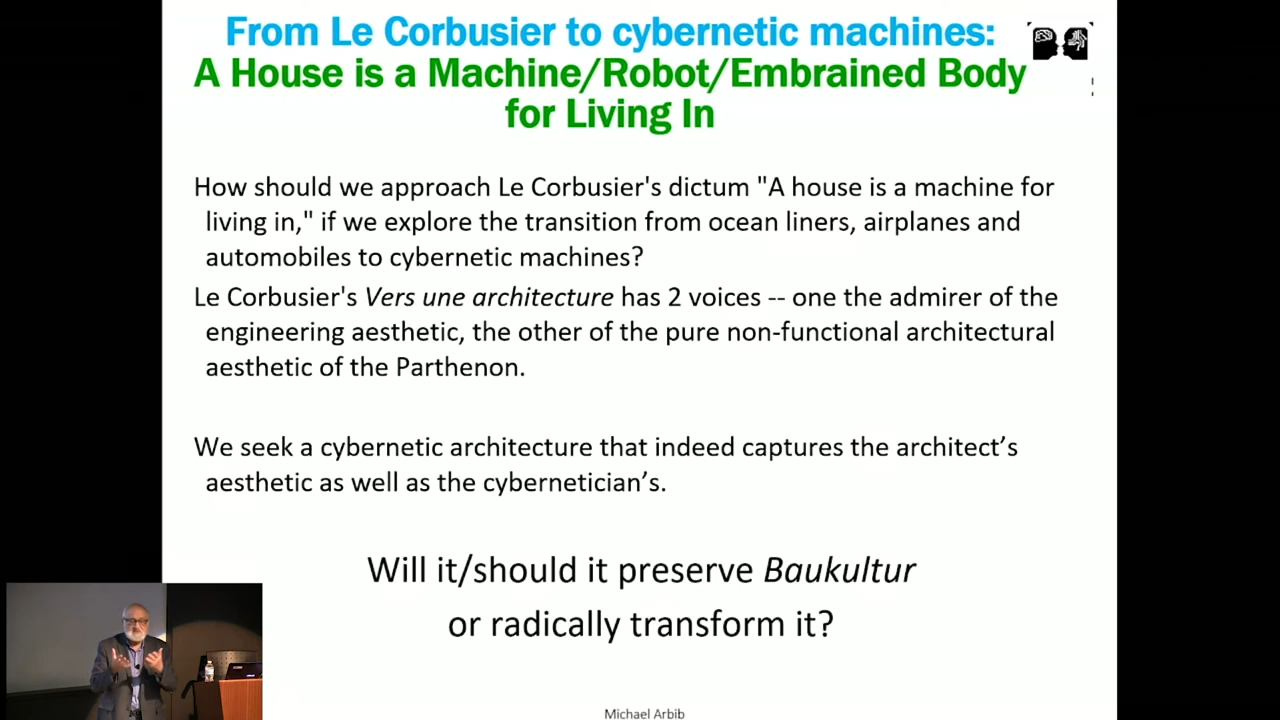 From Le Corbusier to cybernetic machines:
A House is a Machine/Robot/Embrained Body
for Living In
How should we approach Le Corbusier's dictum "A house is a machine for
living in," if we explore the transition from ocean liners, airplanes and
automobiles to cybernetic machines?
Le Corbusier's Vers une architecture has 2 voices -- one the admirer of the
engineering aesthetic, the other of the pure non-functional architectural
aesthetic of the Parthenon.
We seek a cybernetic architecture that indeed captures the architect’s
aesthetic as well as the cybernetician’s.
Will it/should it preserve Baukultur
or radically transform it?
Michael Arbib